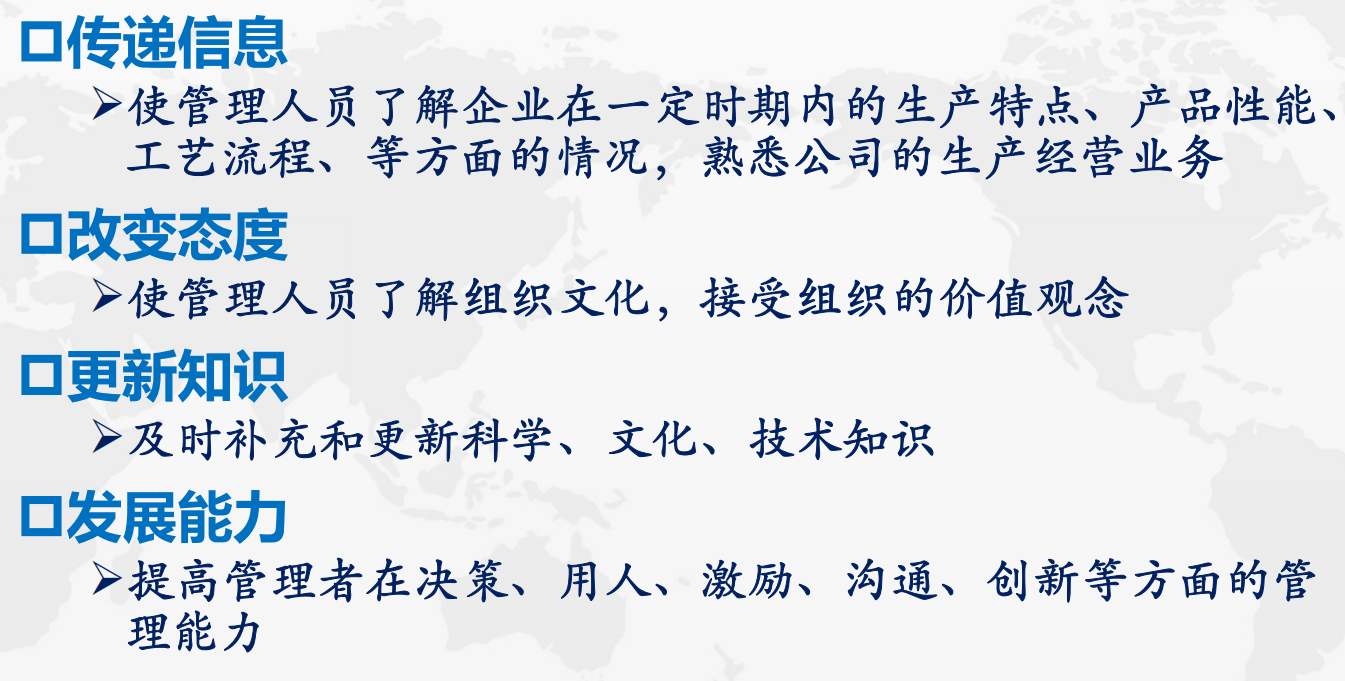 □传递信息
➢使管理人员了解企业在一定时期内的生产特点、产品性能、
工艺流程、等方面的情况，熟悉公司的生产经营业务
□改变态度
➢使管理人员了解组织文化，接受组织的价值观念
□更新知识
➢及时补充和更新科学、文化、技术知识
□发展能力
➢提高管理者在决策、用人、激励、沟通、创新等方面的管
理能力